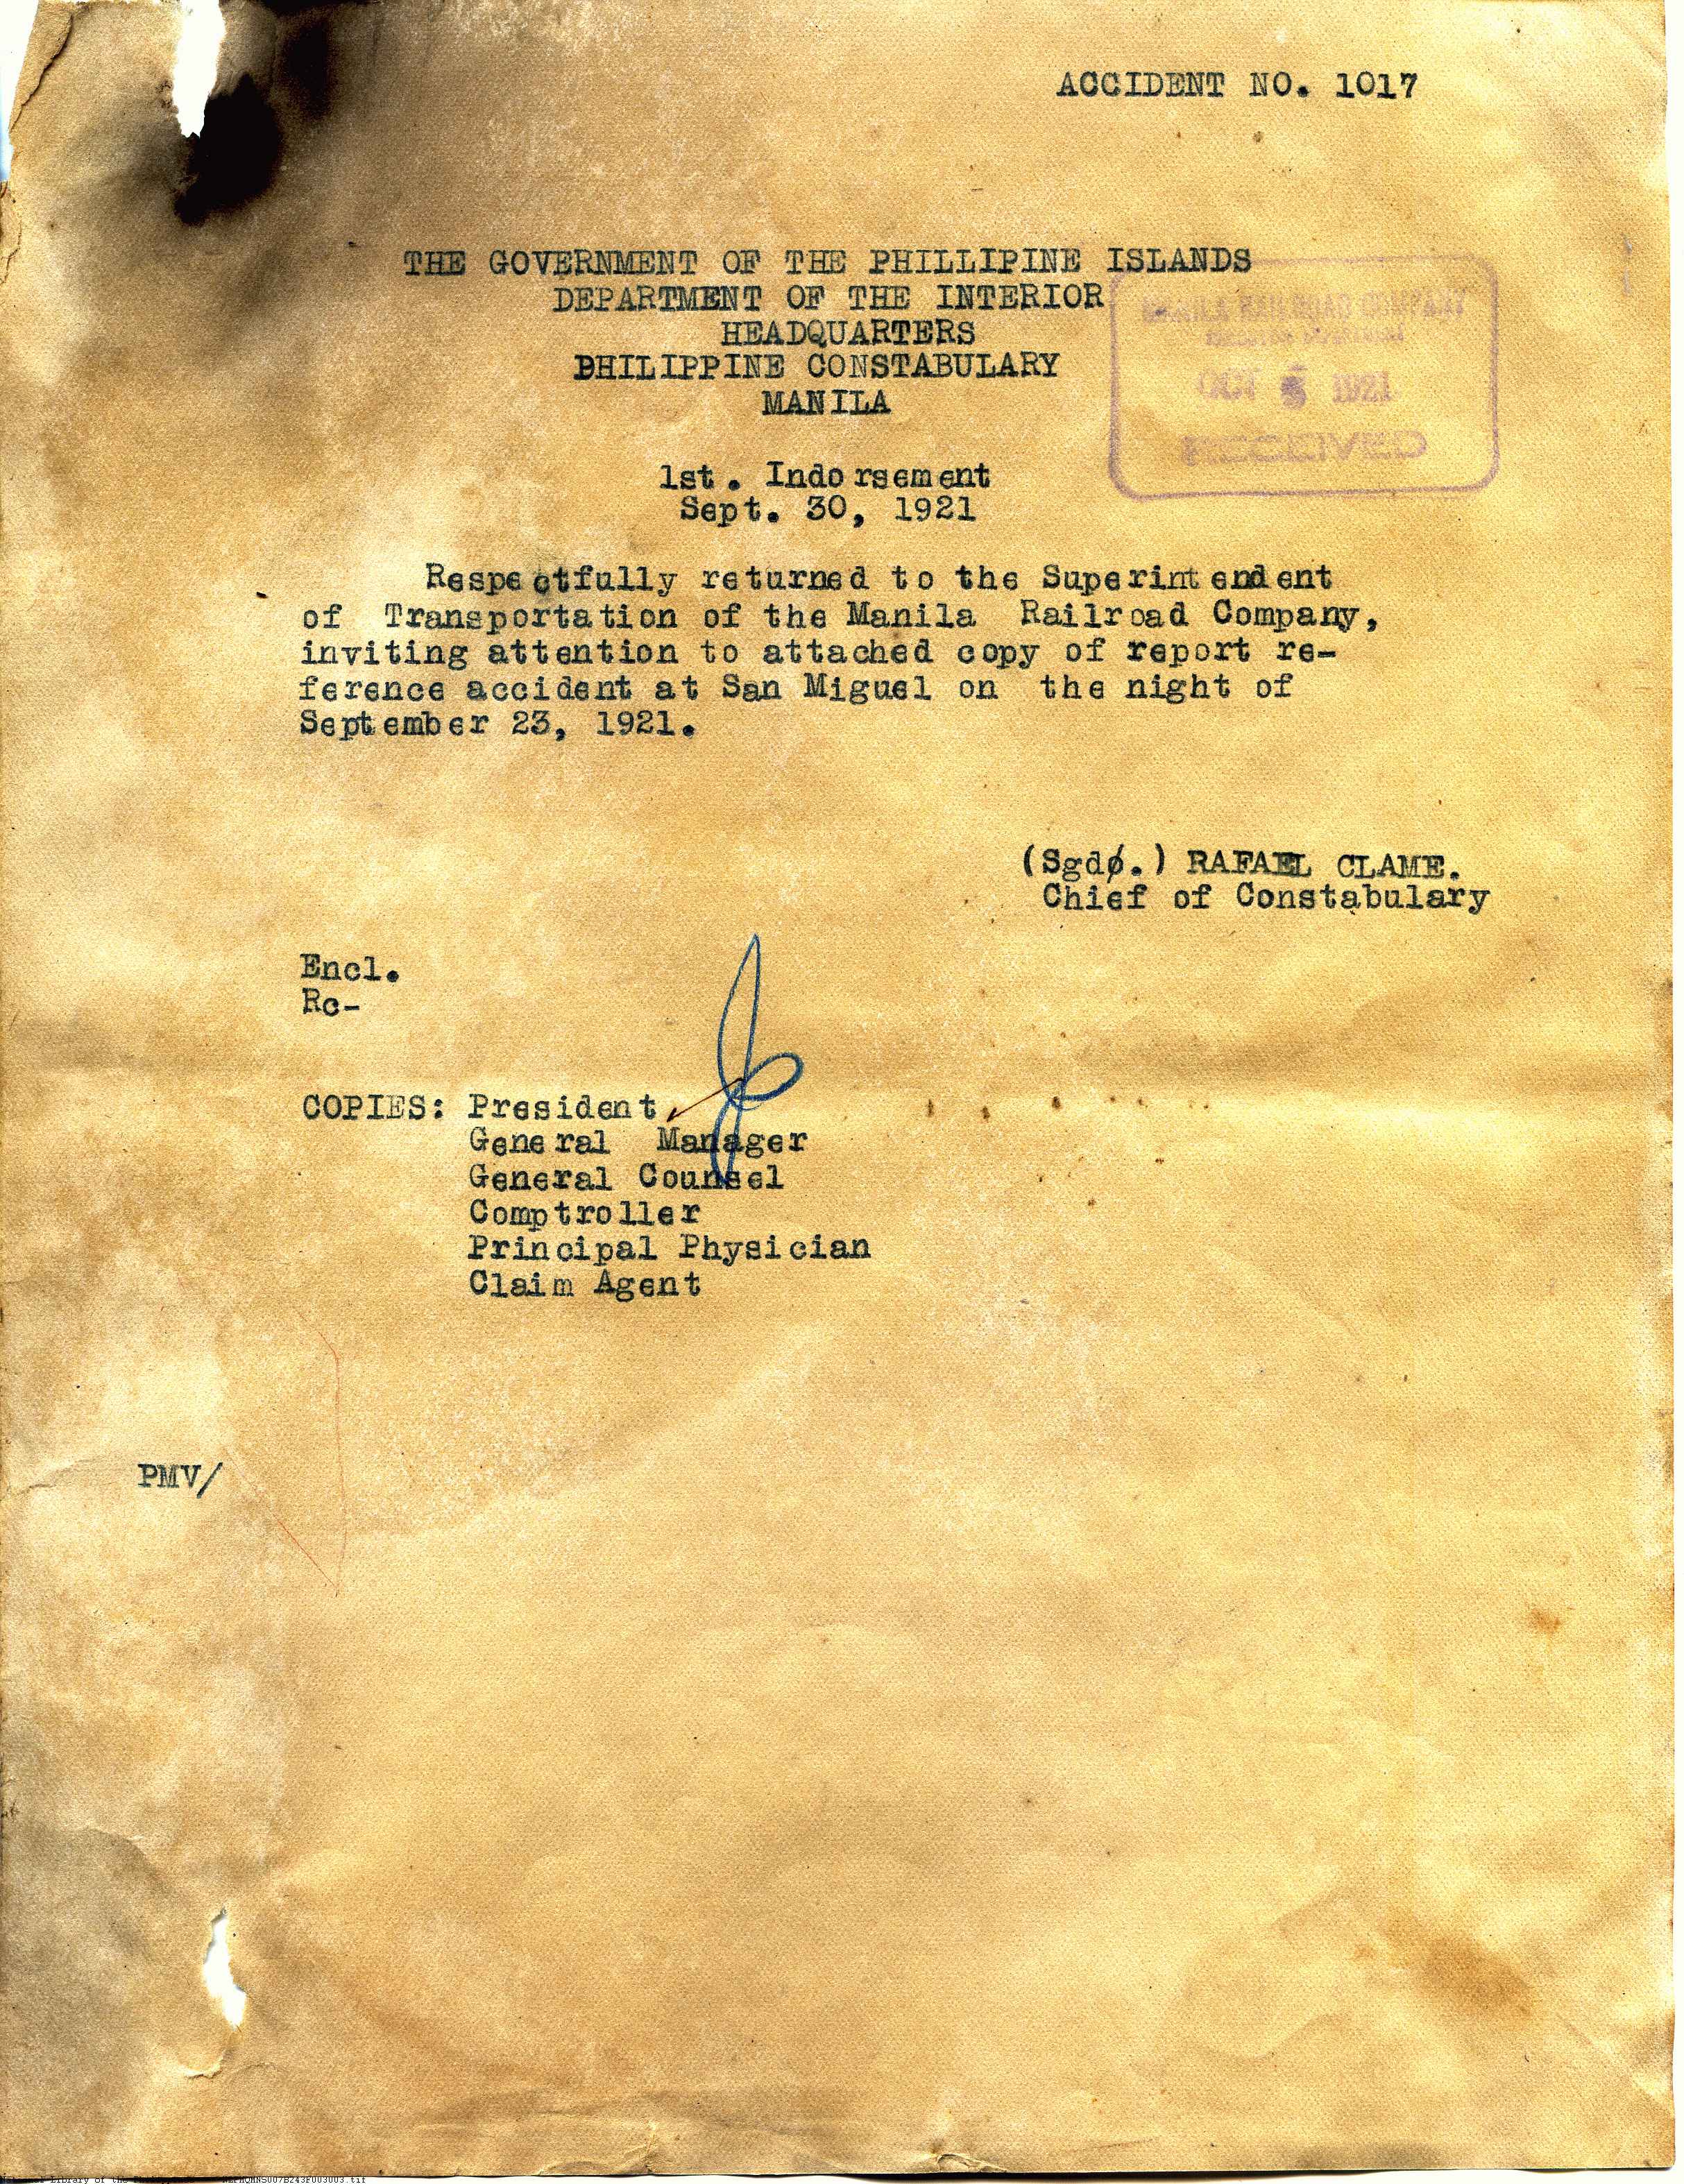 ACCIDENT NO. 1017
THE GOVERNMENT OF THE PHILLIPINE ISLANDS
DEPARTMENT OF THE INTERIOR
HEADQUARTERS
PHILIPPINE CONSTABULARY
MANILA
MANILA RAILROAD COMPANY
OCT 1921
RECEIVED
1st. Indorsement
Sept. 30, 1921
Respectfully returned to the Superintendent
of Transportation of the Manila Railroad Company,
inviting attention to attached copy of report re-
ference accident at San Miguel on the night of
September 23, 1921.
(Sgdø.) RAFAEL CLAME.
Chief of Constabulary
Encl.
Rc-
COPIES: President
General Manager
General Counsel
Comptroller
Principal Physician
Claim Agent
PMV/